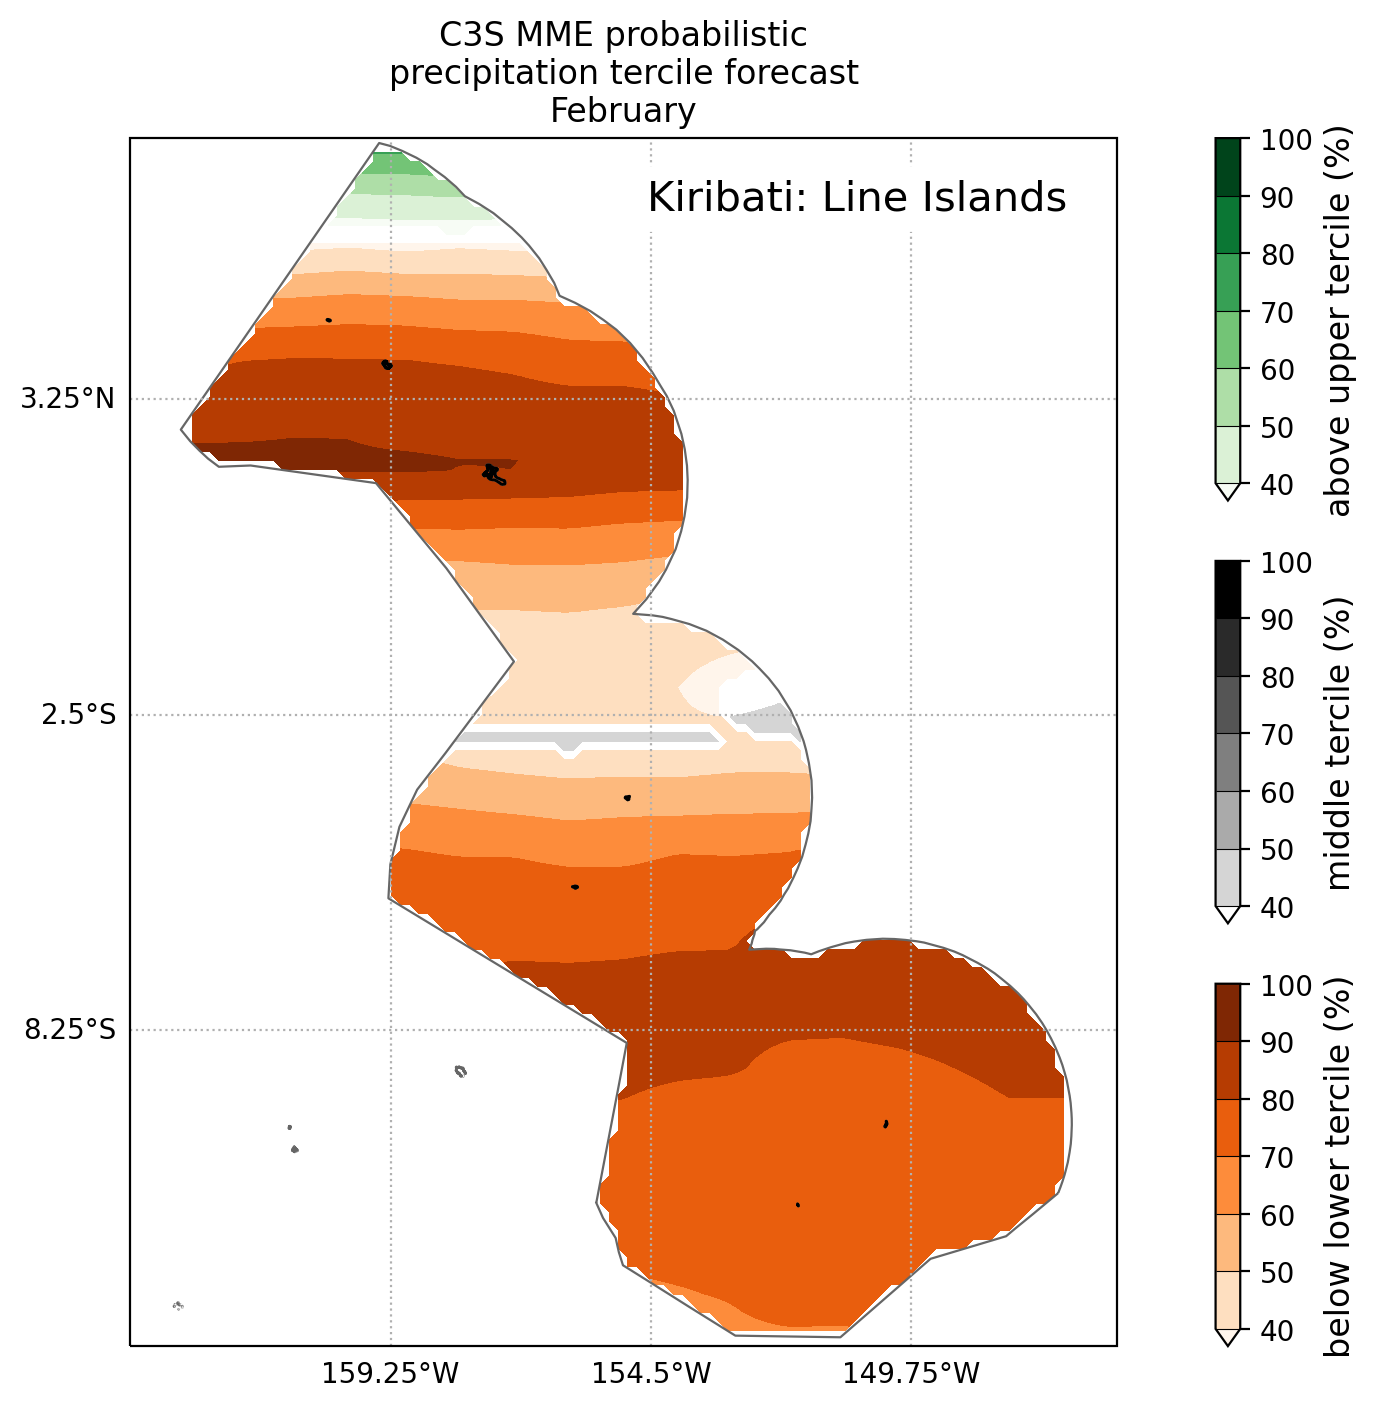 C3S MME probabilistic
precipitation tercile forecast
February
Kiribati: Line Islands
3.25°N
2.5°S
8.25°S
159.25°W
154.5°W
149.75°W
100
90
80
70
60
50
40
above upper tercile (%)
100
90
80
70
60
50
40
middle tercile (%)
100
90
80
70
60
50
40
below lower tercile (%)